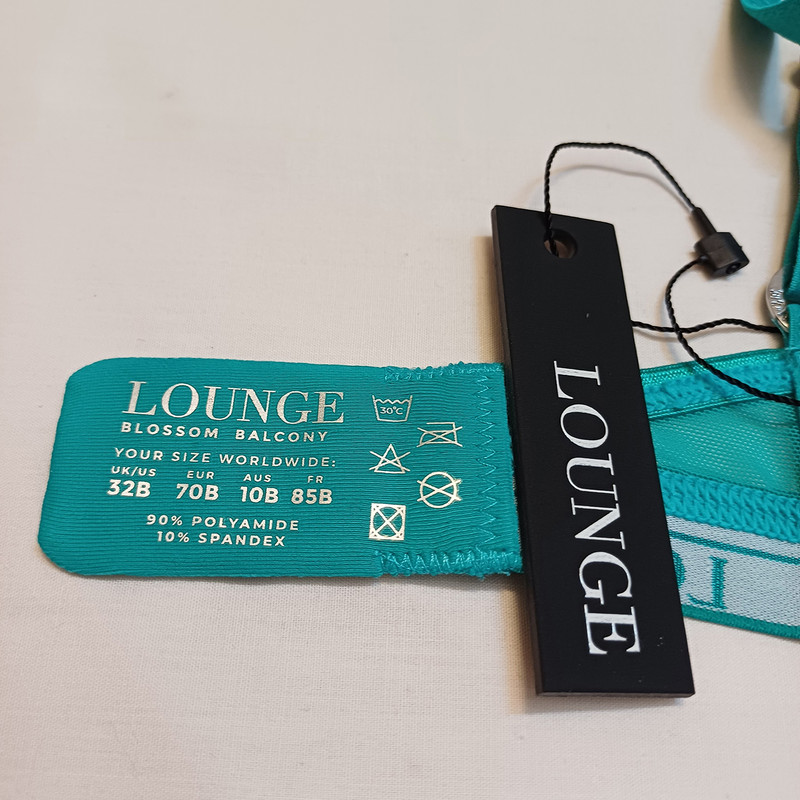 LOUNGE
BLOSSOM BALCONY
YOUR SIZE WORLDWIDE:
UK/US EUR AUS FR
32B 70B 10B 85B
90% POLYAMIDE
10% SPANDEX
30°C
LOUNGE